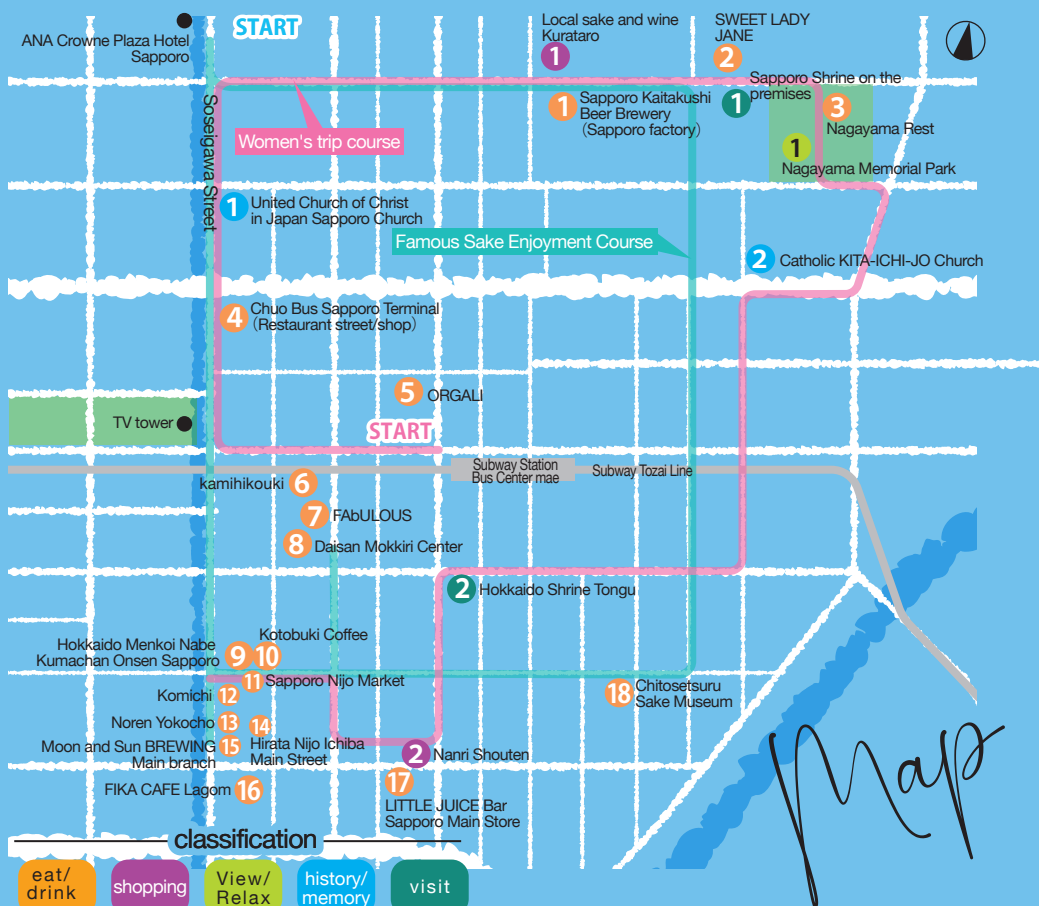 START
ANA Crowne Plaza Hotel
Sapporo
Local sake and wine
Kurataro
1
SWEET LADY
JANE
2
Soseigawa Street
Women's trip course
1
Sapporo Kaitakushi
Beer Brewery
(Sapporo factory)
1
Sapporo Shrine on the
premises
3
Nagayama Rest
1
Nagayama Memorial Park
1
United Church of Christ
in Japan Sapporo Church
Famous Sake Enjoyment Course
2
Catholic KITA-ICHI-JO Church
4
Chuo Bus Sapporo Terminal
(Restaurant street/shop)
5
ORGALI
TV tower
START
Subway Station
Bus Center mae
Subway Tozai Line
kamihikouki
6
7
FAbULOUS
8
Daisan Mokkiri Center
2
Hokkaido Shrine Tongu
Hokkaido Menkoi Nabe
Kumachan Onsen Sapporo
9
Kotobuki Coffee
10
11
Sapporo Nijo Market
Komichi
12
Noren Yokocho
13
14
Hirata Nijo Ichiba
Main Street
Moon and Sun BREWING
Main branch
15
FIKA CAFE Lagom
16
2
Nanri Shouten
17
LITTLE JUICE Bar
Sapporo Main Store
18
Chitosetsuru
Sake Museum
Map
classification
eat/
drink
shopping
View/
Relax
history/
memory
visit